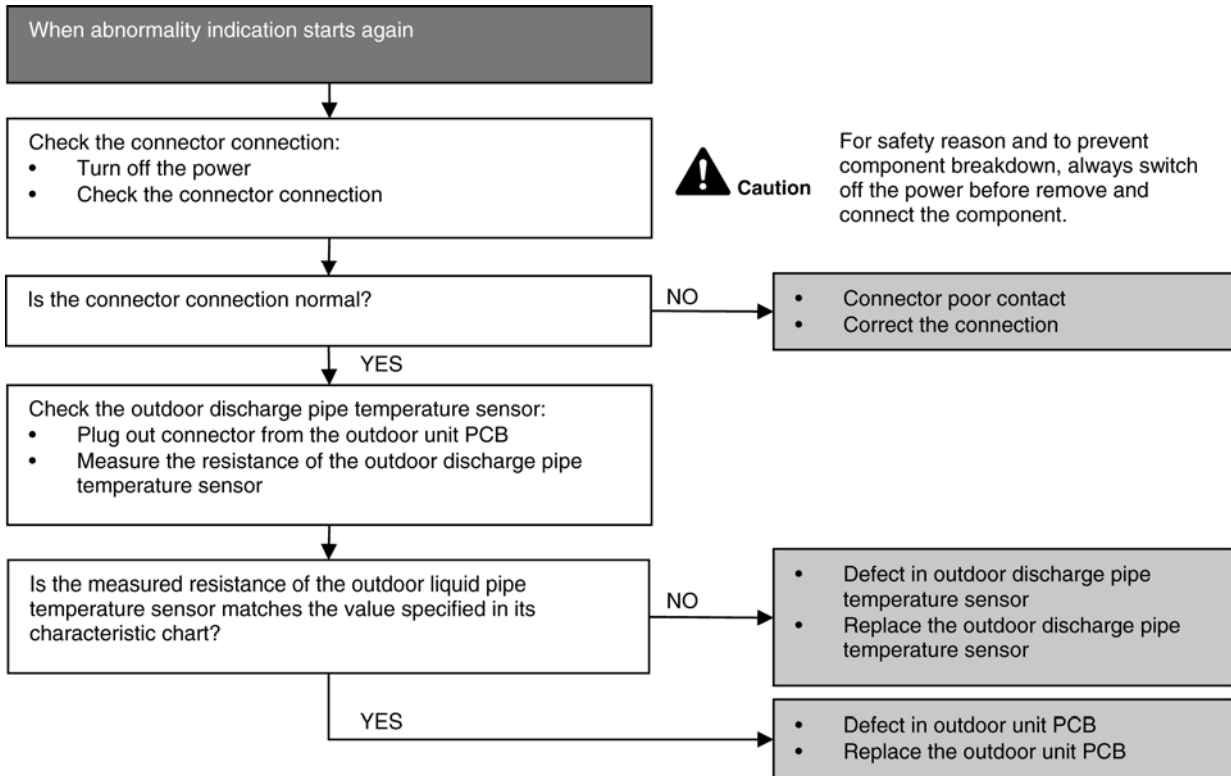 When abnormality indication starts again
Check the connector connection:
• Turn off the power
• Check the connector connection
Caution
For safety reason and to prevent
component breakdown, always switch
off the power before remove and
connect the component.
Is the connector connection normal?
NO
• Connector poor contact
• Correct the connection
YES
Check the outdoor discharge pipe temperature sensor:
• Plug out connector from the outdoor unit PCB
• Measure the resistance of the outdoor discharge pipe
temperature sensor
Is the measured resistance of the outdoor liquid pipe
temperature sensor matches the value specified in its
characteristic chart?
NO
• Defect in outdoor discharge pipe
temperature sensor
• Replace the outdoor discharge pipe
temperature sensor
YES
• Defect in outdoor unit PCB
• Replace the outdoor unit PCB